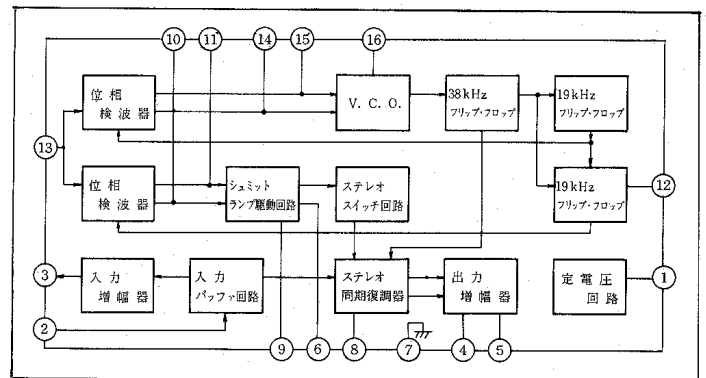 ⑩ ⑪ ⑭ ⑮ ⑯
位相
検波器
V.C.O.
38kHz
フリップ・フロップ
19kHz
フリップ・フロップ
⑬
位相
検波器
シュミット
ランプ駆動回路
ステレオ
スイッチ回路
19kHz
フリップ・フロップ
⑫
③
入力
増幅器
入力
バッファ回路
ステレオ
同期復調器
出力
増幅器
定電圧
回路
①
②
⑨ ⑥ ⑧ ⑦ ④ ⑤